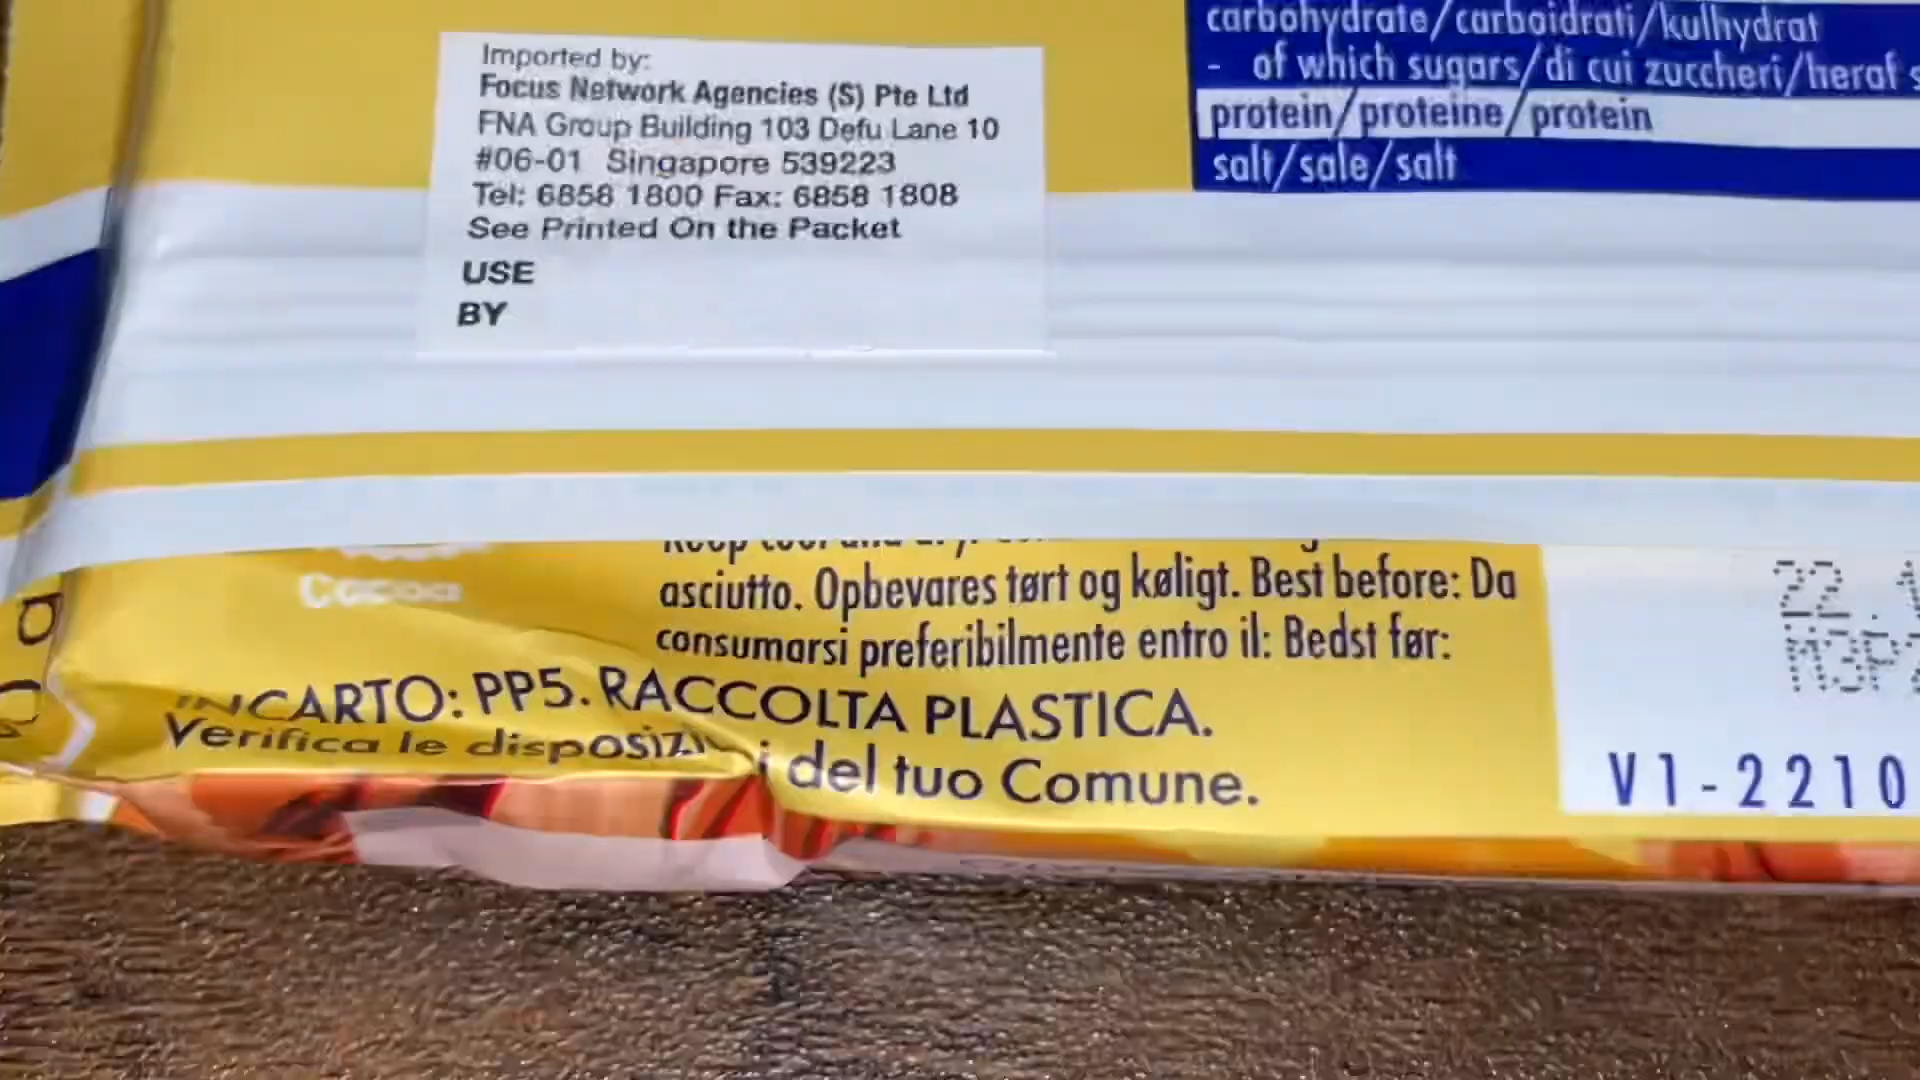 Imported by:
Focus Network Agencies (S) Pte Ltd
FNA Group Building 103 Defu Lane 10
#06-01 Singapore 539223
Tel: 6858 1800 Fax: 6858 1808
See Printed On the Packet
USE
BY
carbohydrate/carboidrati/kulhydrat
- of which sugars/di cui zuccheri/heraf
protein/proteine/protein
salt/sale/salt
Cocoa
asciutto. Opbevares tørt og køligt. Best before: Da
consumarsi preferibilmente entro il: Bedst før:
INCARTO: PP5. RACCOLTA PLASTICA.
Verifica le disposizioni del tuo Comune.
22.
V1-2210